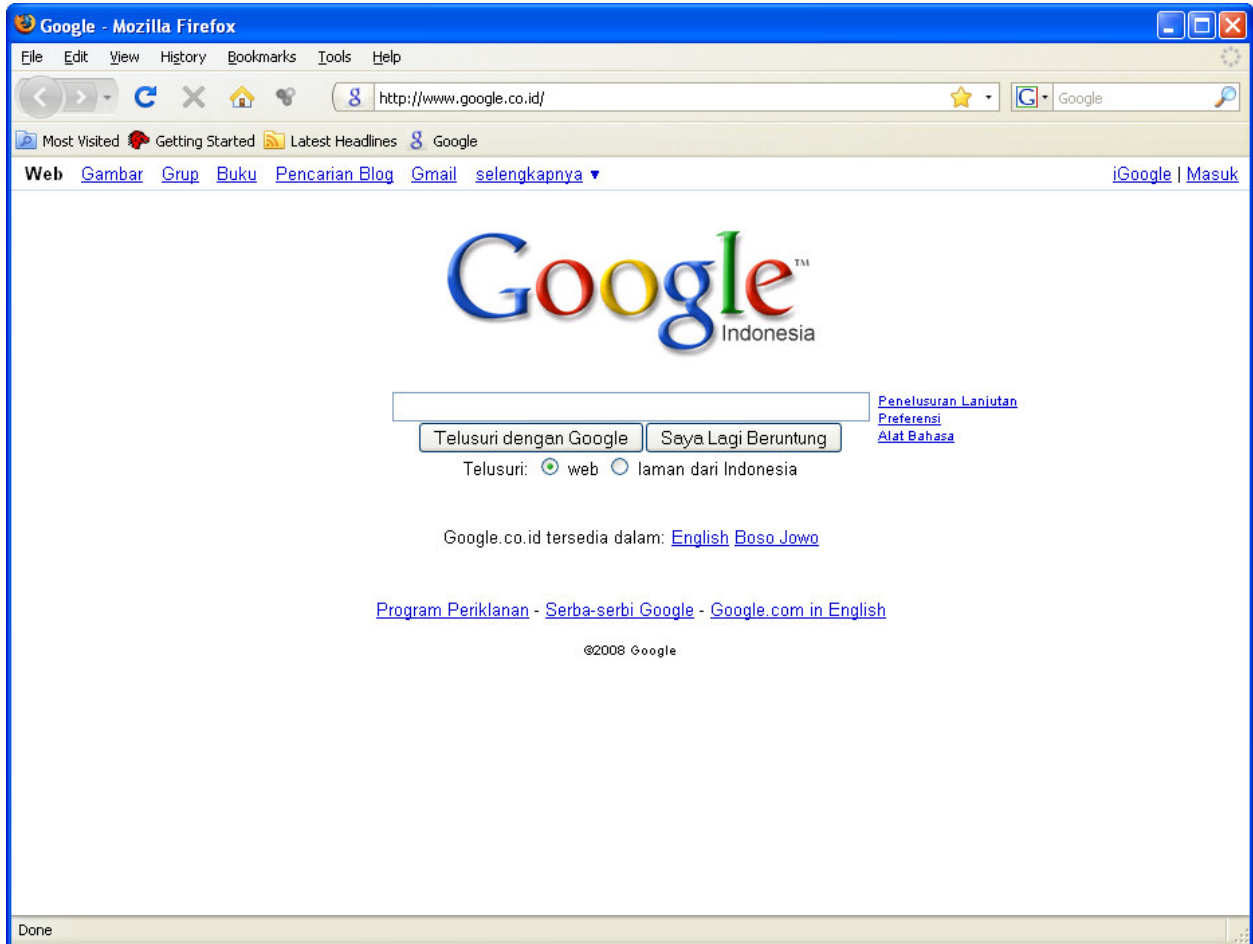 Google - Mozilla Firefox
File Edit View History Bookmarks Tools Help
http://www.google.co.id/ Google
Most Visited Getting Started Latest Headlines Google
Web Gambar Grup Buku Pencarian Blog Gmail selengkapnya ▼ iGoogle | Masuk
Google™
Indonesia
Penelusuran Lanjutan
Preferensi
Telusuri dengan Google Saya Lagi Beruntung Alat Bahasa
Telusuri: web laman dari Indonesia
Google.co.id tersedia dalam: English Boso Jowo
Program Periklanan - Serba-serbi Google - Google.com in English
©2008 Google
Done